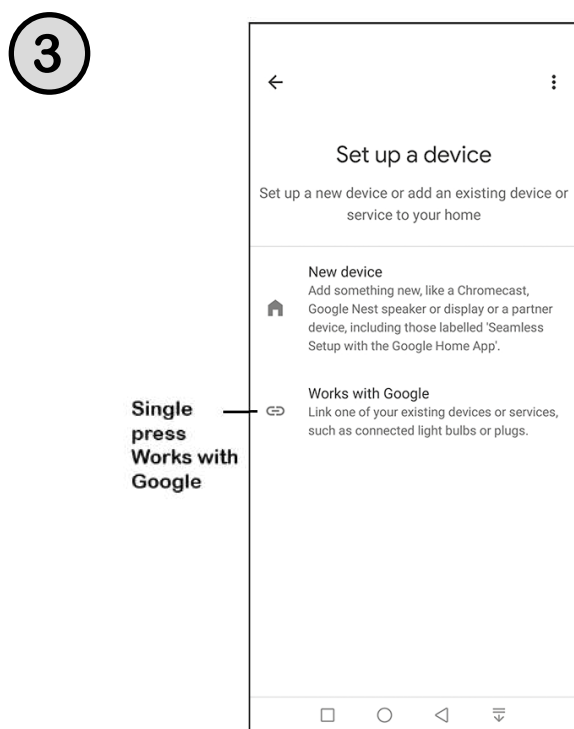 3
Set up a device
Set up a new device or add an existing device or
service to your home
New device
Add something new, like a Chromecast,
Google Nest speaker or display or a partner
device, including those labelled 'Seamless
Setup with the Google Home App'.
Works with Google
Link one of your existing devices or services,
such as connected light bulbs or plugs.
Single
press
Works with
Google